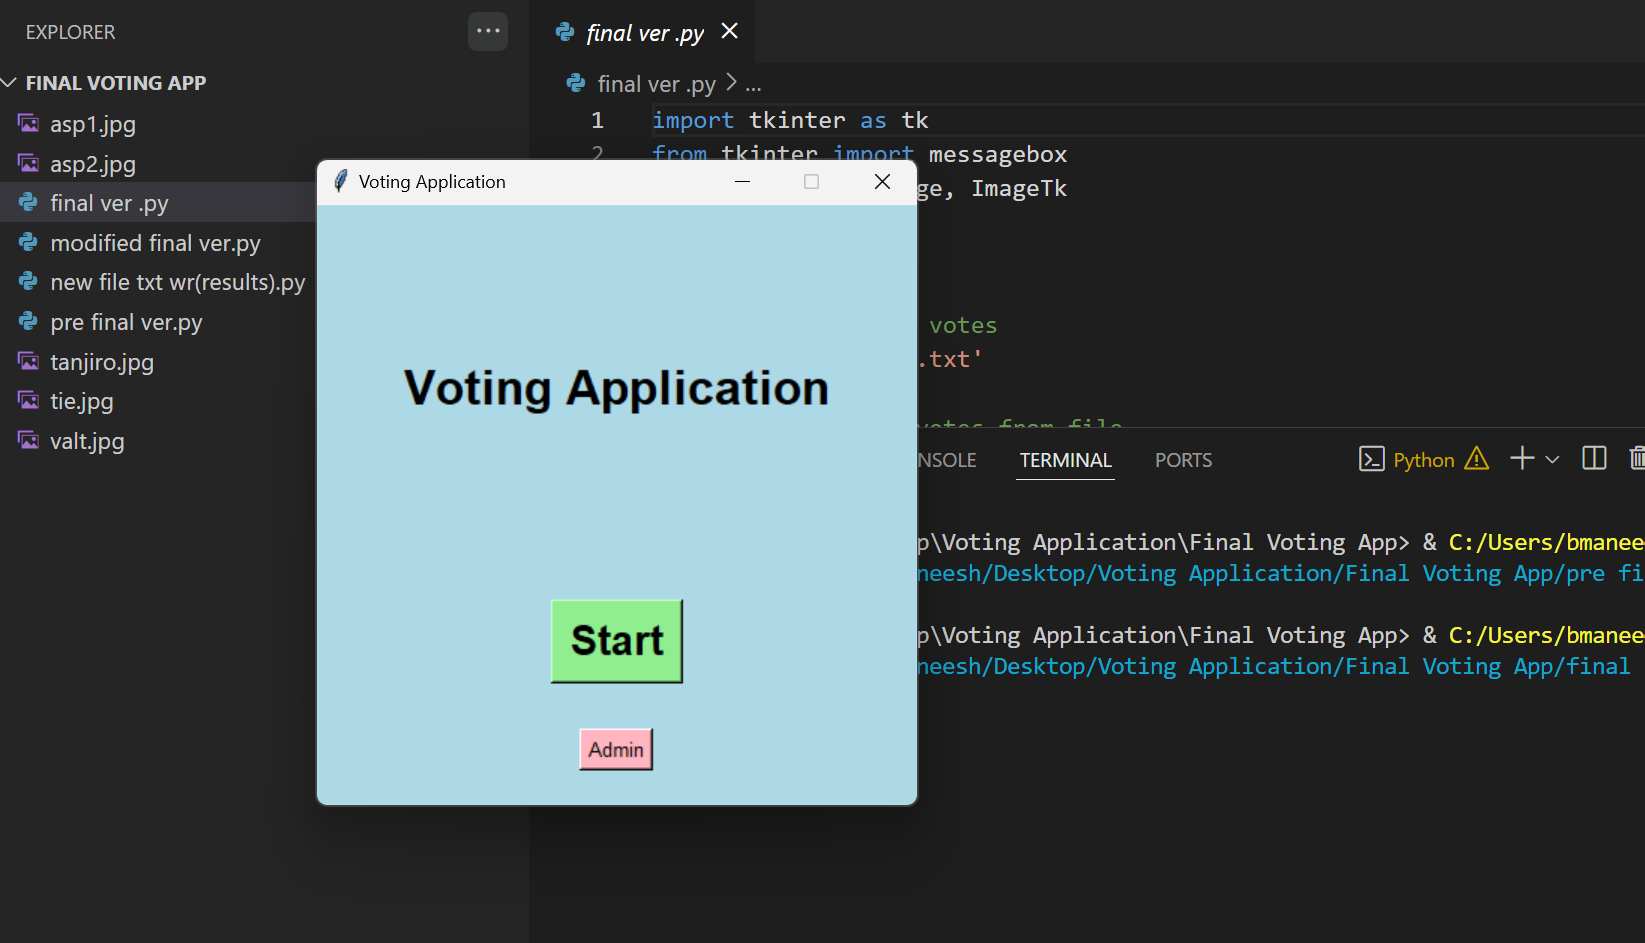 EXPLORER
FINAL VOTING APP
asp1.jpg
asp2.jpg
final ver .py
modified final ver.py
new file txt wr(results).py
pre final ver.py
tanjiro.jpg
tie.jpg
valt.jpg
final ver .py
final ver .py > ...
1 import tkinter as tk
2 from tkinter import messagebox
ge, ImageTk
votes
.txt'
votes from file
Voting Application
Voting Application
Start
Admin
NSOLE TERMINAL PORTS
Python
p\Voting Application\Final Voting App> & C:/Users/bmanee
neesh/Desktop/Voting Application/Final Voting App/pre fi
p\Voting Application\Final Voting App> & C:/Users/bmanee
neesh/Desktop/Voting Application/Final Voting App/final